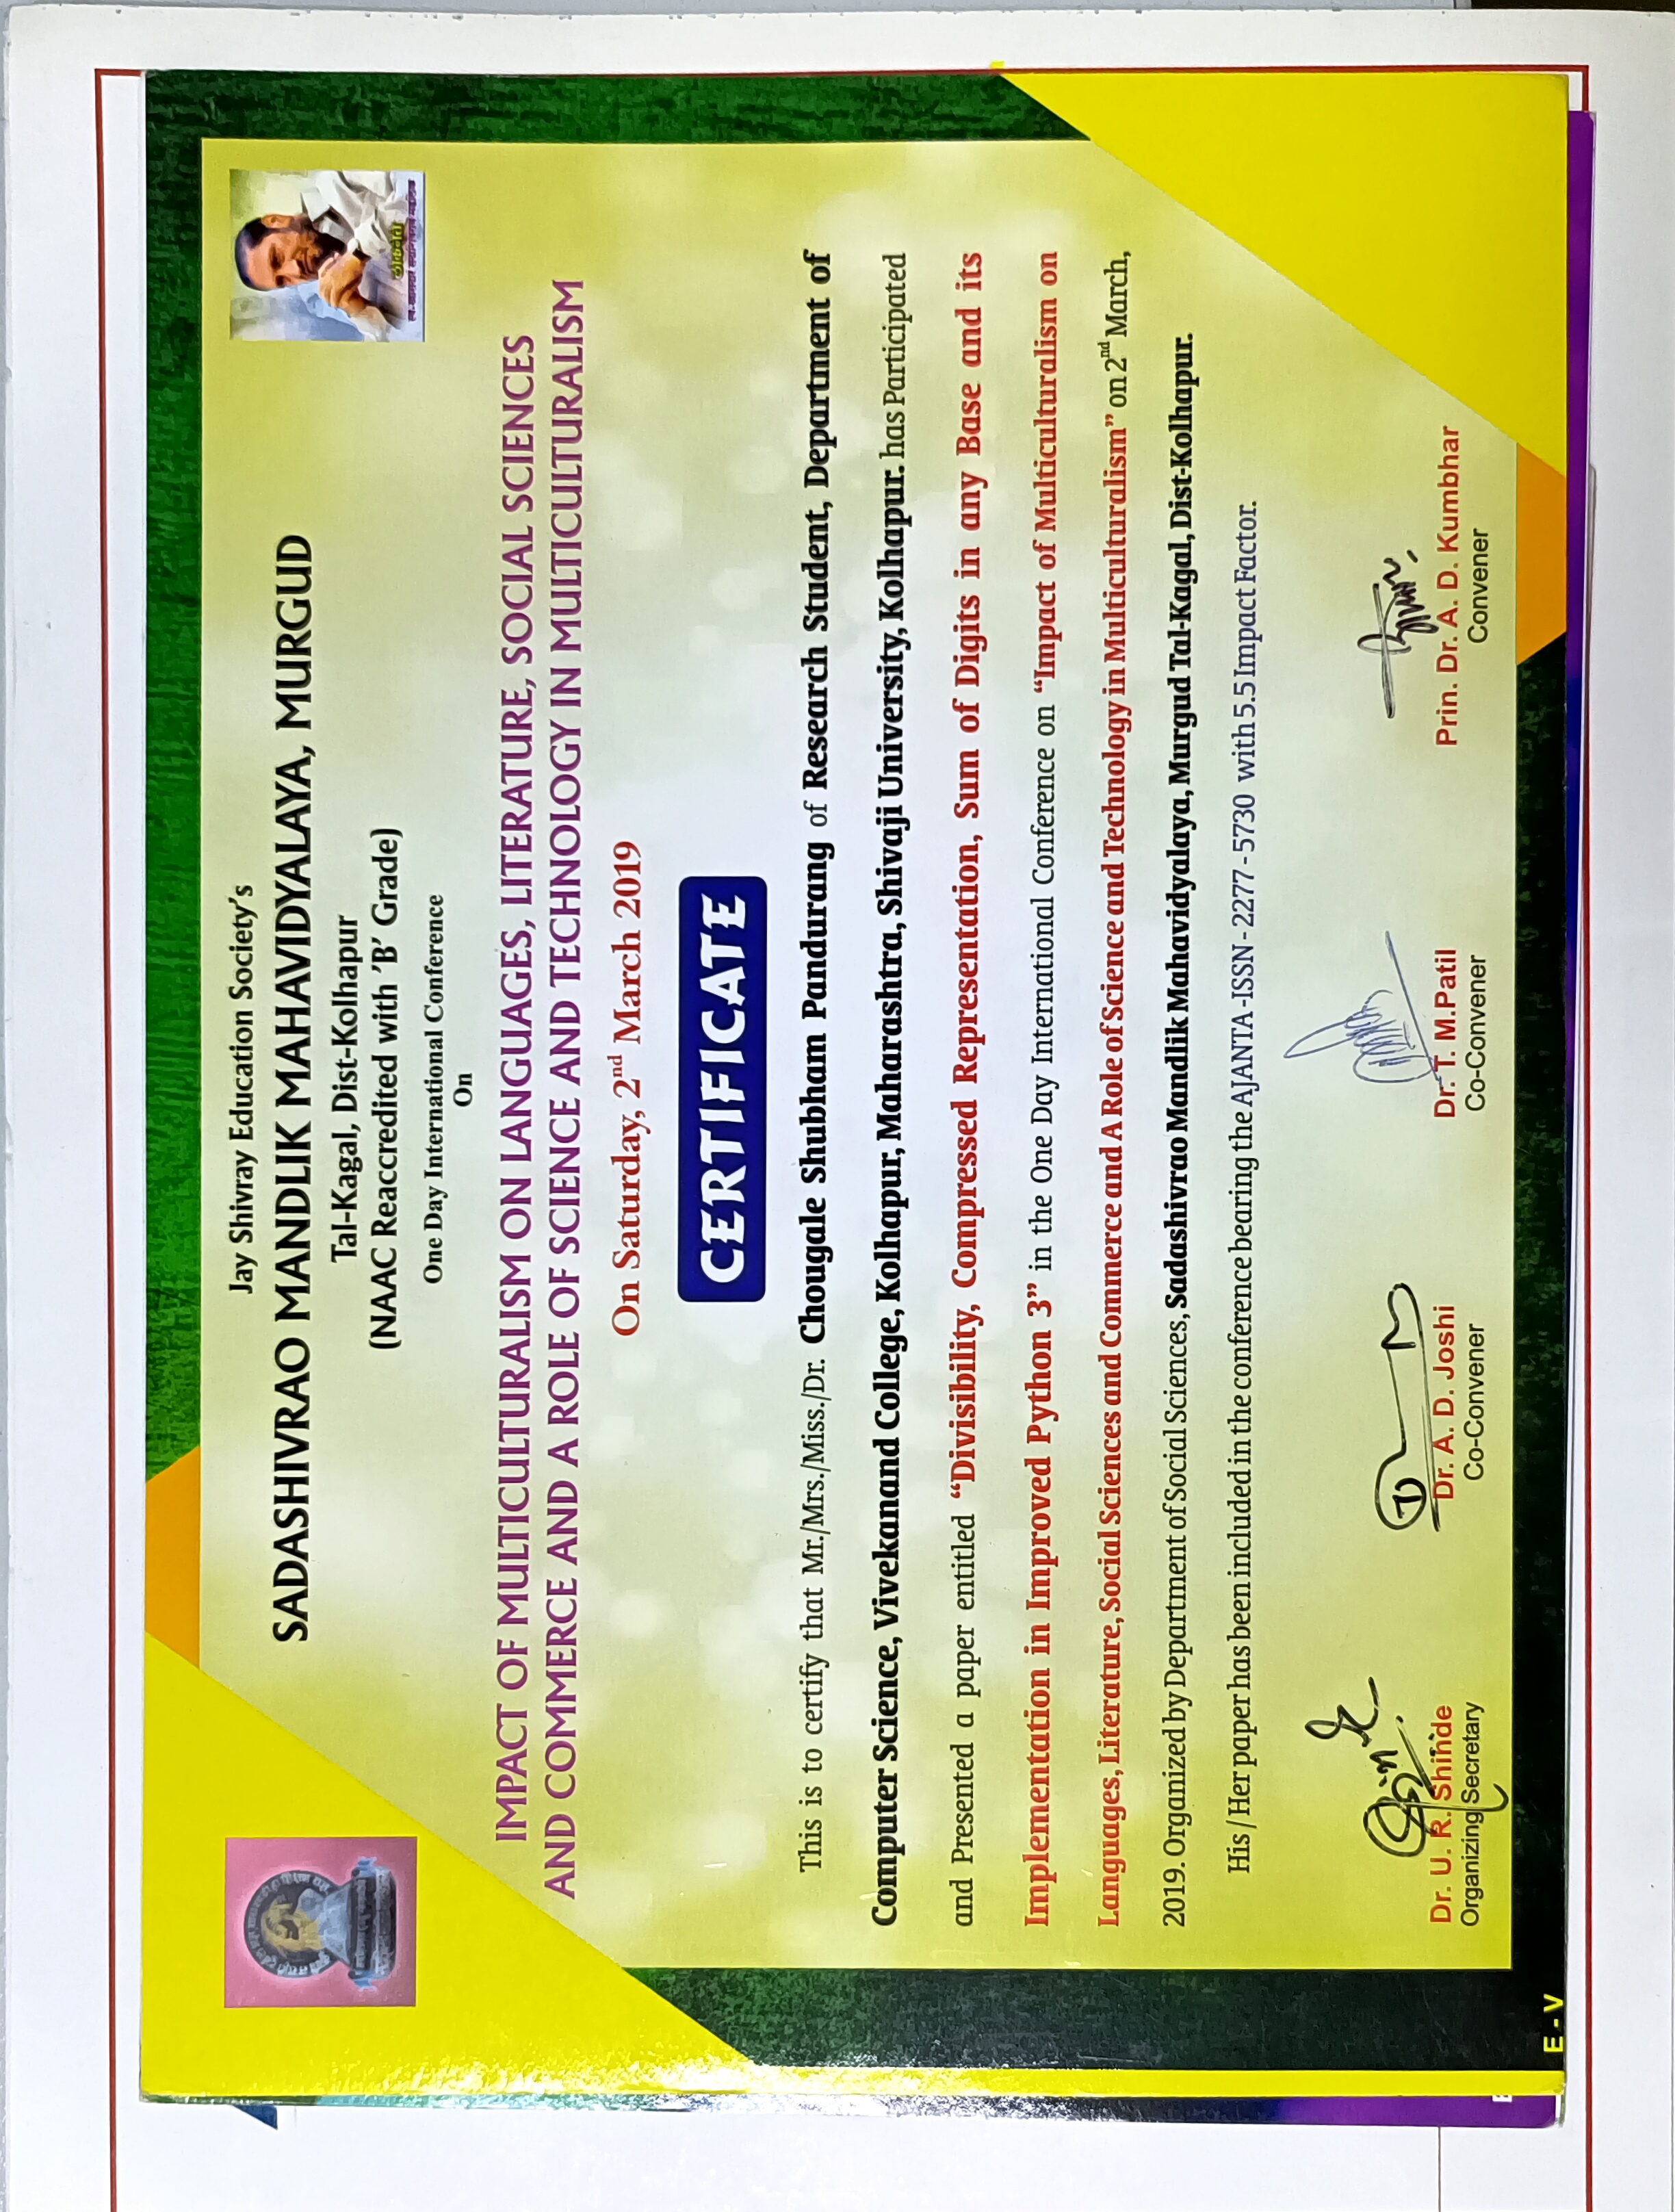 Jay Shivray Education Society's
SADASHIVRAO MANDLIK MAHAVIDYALAYA, MURGUD
Tal-Kagal, Dist-Kolhapur
(NAAC Reaccredited with 'B' Grade)
One Day International Conference
On
IMPACT OF MULTICULTURALISM ON LANGUAGES, LITERATURE, SOCIAL SCIENCES
AND COMMERCE AND A ROLE OF SCIENCE AND TECHNOLOGY IN MULTICULTURALISM
On Saturday, 2nd March 2019
लोकनेते
CERTIFICATE
This is to certify that Mr./Mrs./Miss./Dr. Chougale Shubham Pandurang of Research Student, Department of
Computer Science, Vivekanand College, Kolhapur, Maharashtra, Shivaji University, Kolhapur. has Participated
and Presented a paper entitled “Divisibility, Compressed Representation, Sum of Digits in any Base and its
Implementation in Improved Python 3” in the One Day International Conference on “Impact of Multiculturalism on
Languages, Literature, Social Sciences and Commerce and A Role of Science and Technology in Multiculturalism” on 2nd March,
2019. Organized by Department of Social Sciences, Sadashivrao Mandlik Mahavidyalaya, Murgud Tal-Kagal, Dist-Kolhapur.
His / Her paper has been included in the conference bearing the AJANTA -ISSN - 2277 - 5730 with 5.5 Impact Factor.
Dr. U. R. Shinde
Organizing Secretary
Dr. A. D. Joshi
Co-Convener
Dr. T. M.Patil
Co-Convener
Prin. Dr. A. D. Kumbhar
Convener
E - V